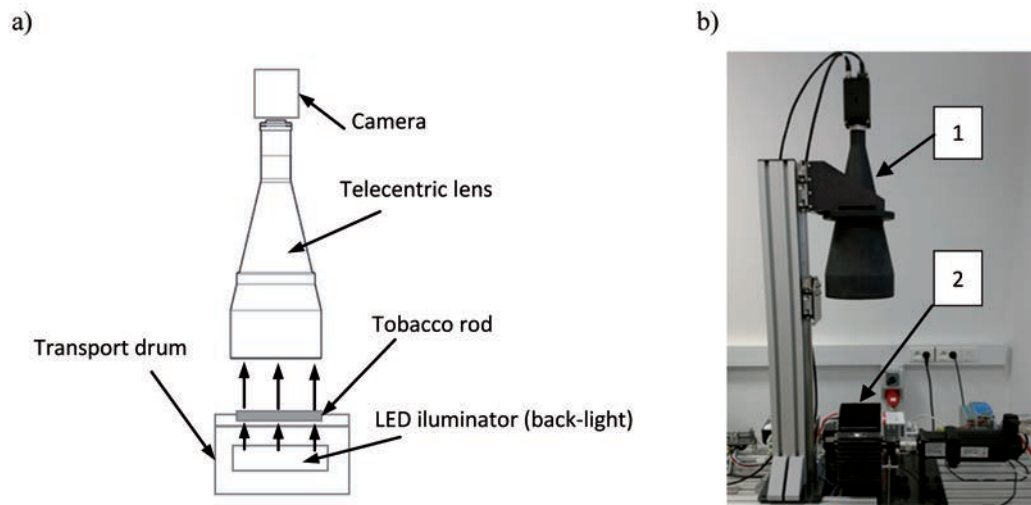 a)
b)
Camera
1
Telecentric lens
2
Tobacco rod
Transport drum
LED iluminator (back-light)